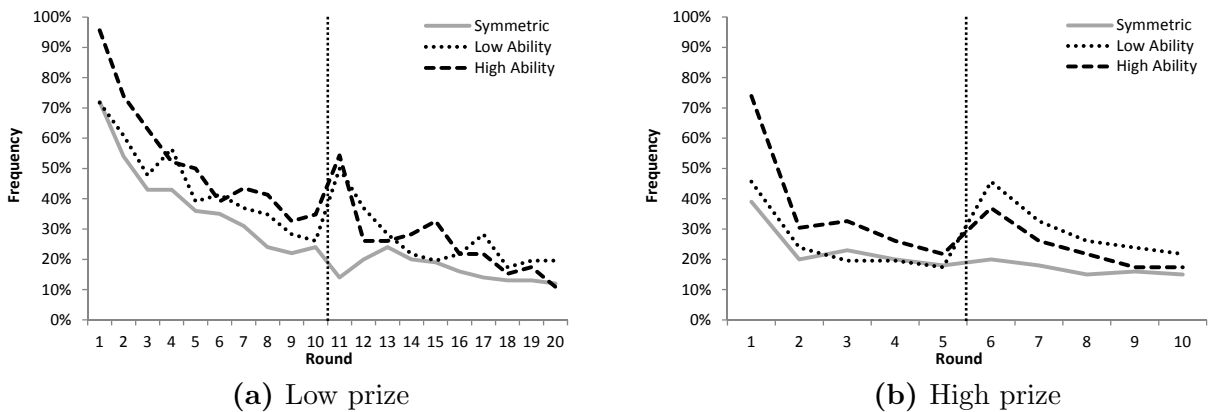 100%
90%
80%
70%
60%
50%
40%
30%
20%
10%
0%
Frequency
Symmetric
Low Ability
High Ability
1 2 3 4 5 6 7 8 9 10 11 12 13 14 15 16 17 18 19 20
Round
(a) Low prize
100%
90%
80%
70%
60%
50%
40%
30%
20%
10%
0%
Frequency
Symmetric
Low Ability
High Ability
1 2 3 4 5 6 7 8 9 10
Round
(b) High prize